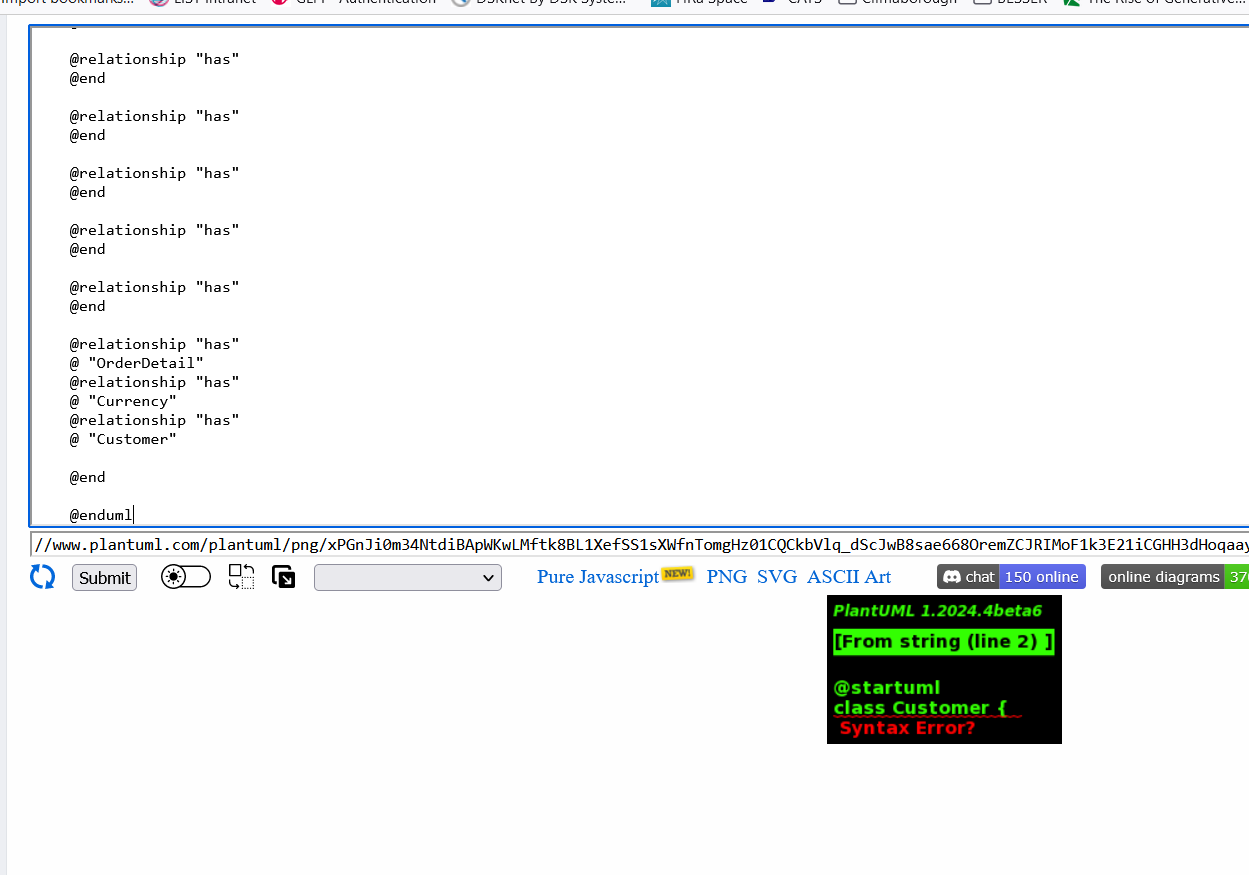 Import bookmarks... LIST Intranet GLPI - Authentication DSKnet By DSK Syste... Hika Space CATS Climaborough BESSER The Rise of Generative...
@relationship "has"
@end
@relationship "has"
@end
@relationship "has"
@end
@relationship "has"
@end
@relationship "has"
@end
@relationship "has"
@ "OrderDetail"
@relationship "has"
@ "Currency"
@relationship "has"
@ "Customer"
@end
@enduml
//www.plantuml.com/plantuml/png/xPGnJi0m34NtdiBApWKwLMftk8BL1XefSS1sXWfnTomgHz01CQCkbVlq_dScJwB8sae668OremZCJRIMoF1k3E21iCGHH3dHoqaay
Submit Pure Javascript NEW! PNG SVG ASCII Art chat 150 online online diagrams 370
PlantUML 1.2024.4beta6
[From string (line 2) ]
@startuml
class Customer {
Syntax Error?